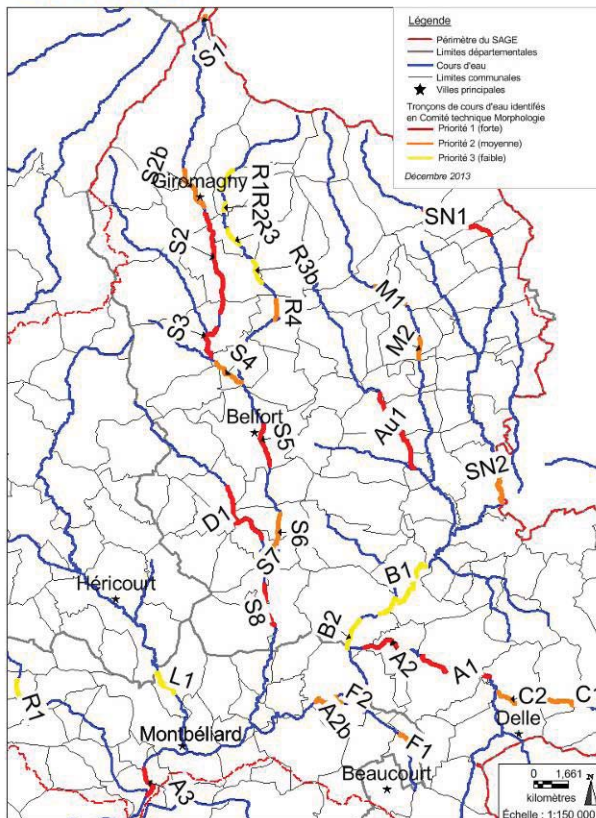 Légende
Périmètre du SAGE
Limites départementales
Cours d'eau
Limites communales
Villes principales
Tronçons de cours d'eau identifiés
en Comité technique Morphologie
Priorité 1 (forte)
Priorité 2 (moyenne)
Priorité 3 (faible)
Décembre 2013
S1
S2b
Giromagny
R1
R2
R3
SN1
S2
R3b
M1
R4
M2
S3
S4
Belfort
S5
Au1
SN2
D1
S6
S7
B1
Héricourt
S8
B2
A2
A1
L1
R1
C2
C1
Delle
F2
A2b
F1
Montbéliard
Beaucourt
A3
0 1,661
kilomètres
N
Échelle : 1:150 000